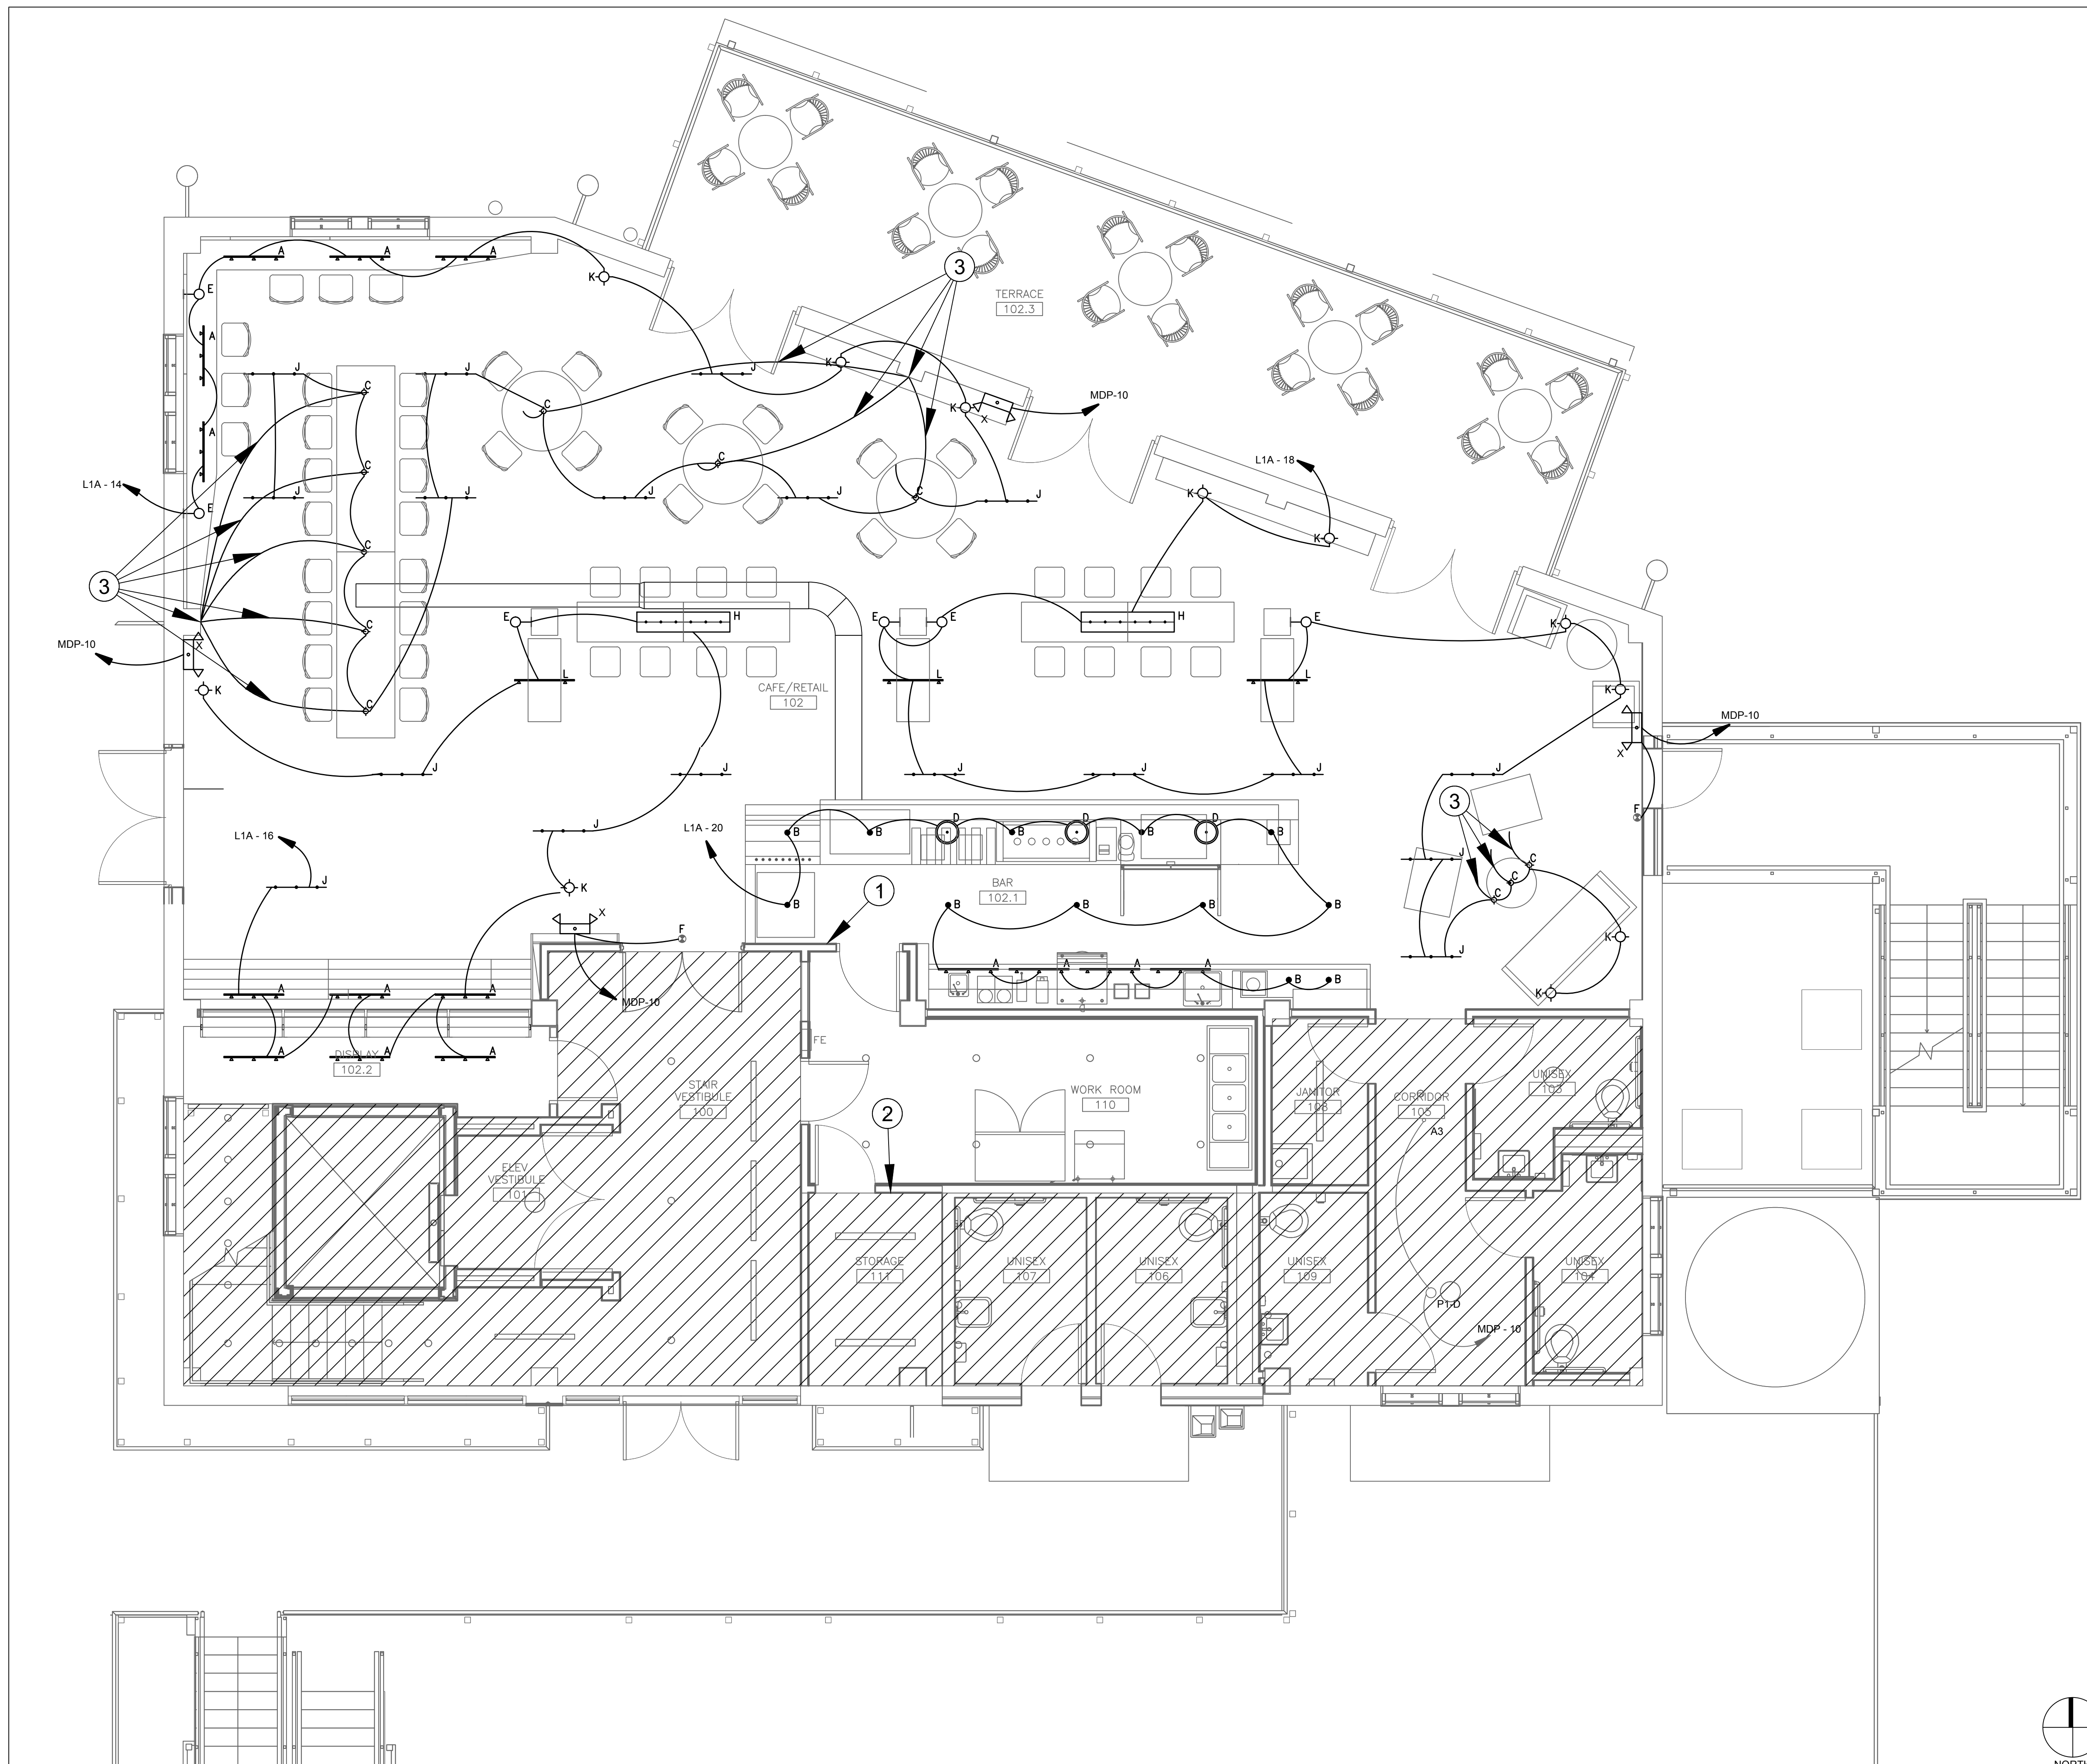 A A A
E
K
3
TERRACE
102.3
A
J J K J
C C
MDP-10
K
X
A
C C
L1A - 14
L1A - 18
E
J J J J C J
K
K
C
3
C
E H E E H E K
MDP-10
X
K
L L L
CAFE/RETAIL
102
C
K
MDP-10
X
J J J J J J
3
F
L1A - 16
J
L1A - 20
B B D B D B D B
J
C
C
C
J
K
BAR
102.1
1
B B B B B
X
F
K
J
A A A
MDP-10
A A A A B B
K
A A A
DISPLAY
102.2
FE
STAIR
VESTIBULE
100
WORK ROOM
110
JANITOR
108
CORRIDOR
105
UNISEX
103
2
A3
ELEV
VESTIBULE
101
STORAGE
111
UNISEX
107
UNISEX
106
UNISEX
109
UNISEX
104
P1-D
MDP - 10
NORTH